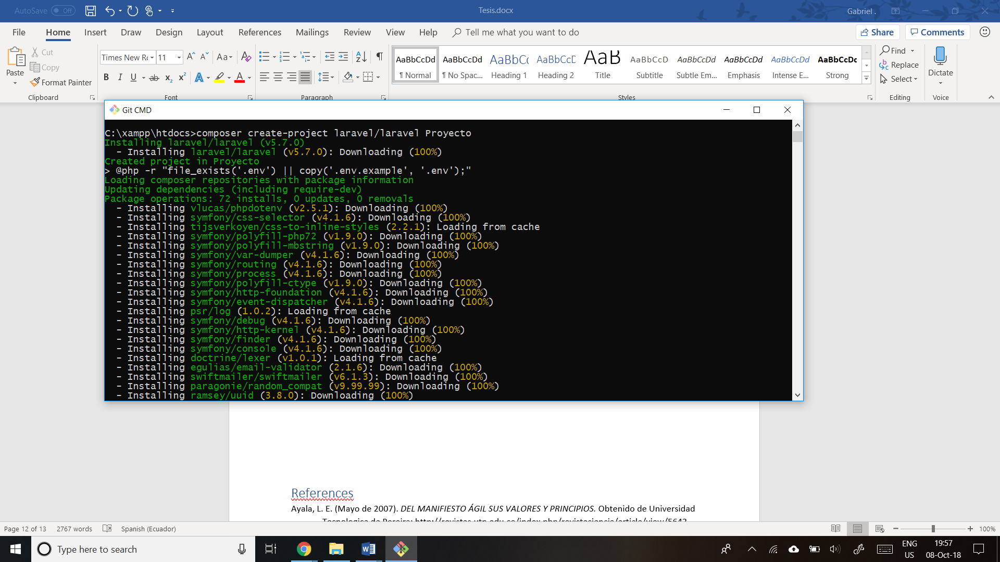 AutoSave Off
Tesis.docx
Gabriel .
File Home Insert Draw Design Layout References Mailings Review View Help Tell me what you want to do
Share Comments
Paste
Cut
Copy
Format Painter
Clipboard
Times New Ro 11
Font
Paragraph
AaBbCcDd AaBbCcDd AaBbCc AaBbCcD AaB AaBbCcD AaBbCcDd AaBbCcDd AaBbCcDd AaBbCcDc
¶ Normal ¶ No Spac... Heading 1 Heading 2 Title Subtitle Subtle Em... Emphasis Intense E... Strong
Styles
Find
Replace
Select
Editing
Dictate
Voice
Git CMD
C:\xampp\htdocs>composer create-project laravel/laravel Proyecto
Installing laravel/laravel (v5.7.0)
- Installing laravel/laravel (v5.7.0): Downloading (100%)
Created project in Proyecto
> @php -r "file_exists('.env') || copy('.env.example', '.env');"
Loading composer repositories with package information
Updating dependencies (including require-dev)
Package operations: 72 installs, 0 updates, 0 removals
- Installing vlucas/phpdotenv (v2.5.1): Downloading (100%)
- Installing symfony/css-selector (v4.1.6): Downloading (100%)
- Installing tijsverkoyen/css-to-inline-styles (2.2.1): Loading from cache
- Installing symfony/polyfill-php72 (v1.9.0): Downloading (100%)
- Installing symfony/polyfill-mbstring (v1.9.0): Downloading (100%)
- Installing symfony/var-dumper (v4.1.6): Downloading (100%)
- Installing symfony/routing (v4.1.6): Downloading (100%)
- Installing symfony/process (v4.1.6): Downloading (100%)
- Installing symfony/polyfill-ctype (v1.9.0): Downloading (100%)
- Installing symfony/http-foundation (v4.1.6): Downloading (100%)
- Installing symfony/event-dispatcher (v4.1.6): Downloading (100%)
- Installing psr/log (1.0.2): Loading from cache
- Installing symfony/debug (v4.1.6): Downloading (100%)
- Installing symfony/http-kernel (v4.1.6): Downloading (100%)
- Installing symfony/finder (v4.1.6): Downloading (100%)
- Installing symfony/console (v4.1.6): Downloading (100%)
- Installing doctrine/lexer (v1.0.1): Loading from cache
- Installing egulias/email-validator (2.1.6): Downloading (100%)
- Installing swiftmailer/swiftmailer (v6.1.3): Downloading (100%)
- Installing paragonie/random_compat (v9.99.99): Downloading (100%)
- Installing ramsey/uuid (3.8.0): Downloading (100%)
References
Ayala, L. E. (Mayo de 2007). DEL MANIFIESTO ÁGIL SUS VALORES Y PRINCIPIOS. Obtenido de Universidad
Tecnologica de Pereira: http://revistas.utp.edu.co/index.php/revistaciencia/article/view/5643
Page 12 of 13 2767 words Spanish (Ecuador)
100%
Type here to search
ENG
US
19:57
08-Oct-18